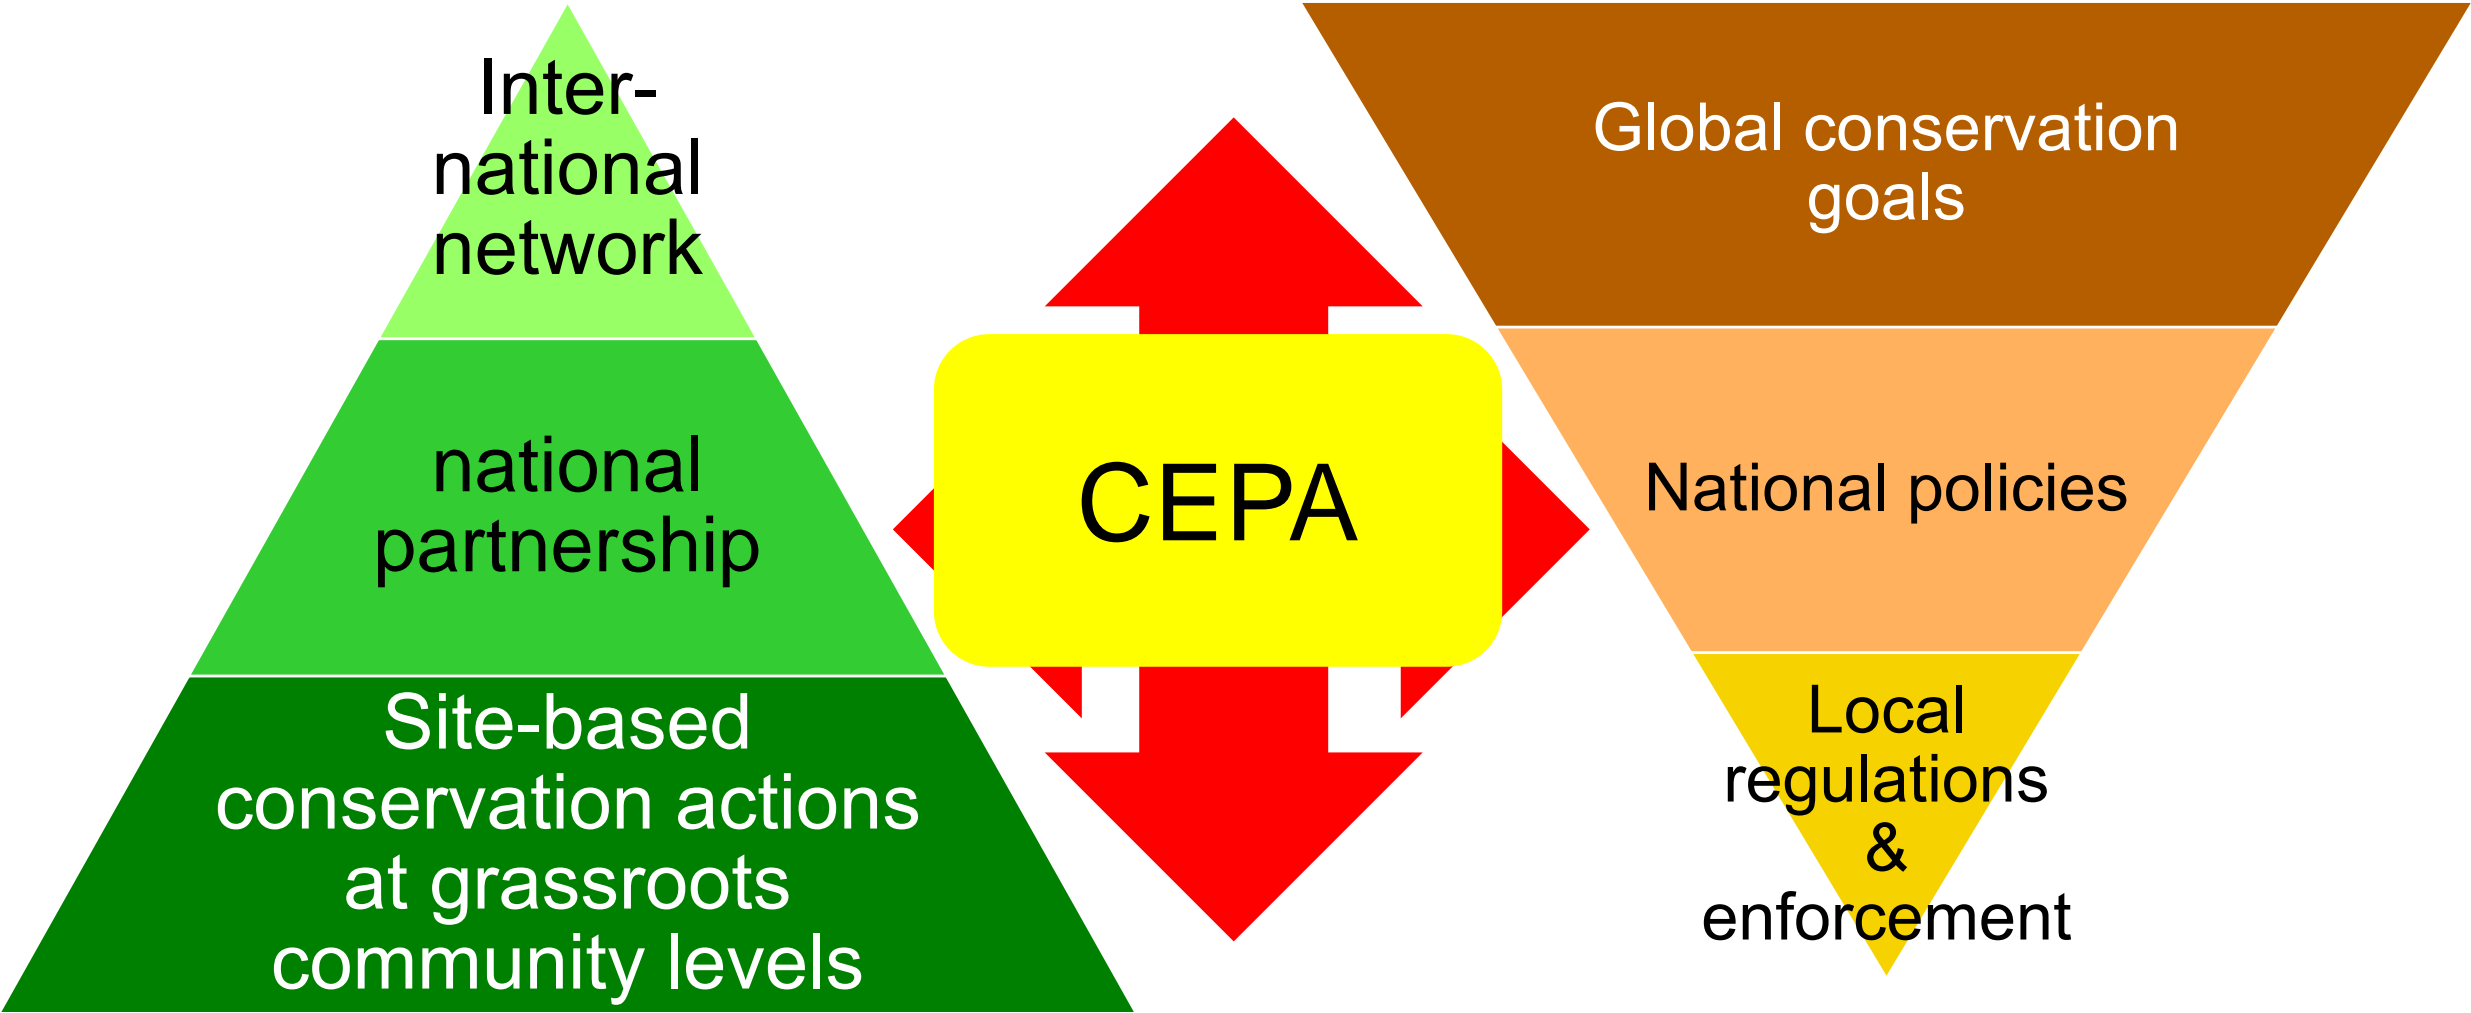 Inter-
national
network
national
partnership
Site-based
conservation actions
at grassroots
community levels
CEPA
Global conservation
goals
National policies
Local
regulations
&
enforcement